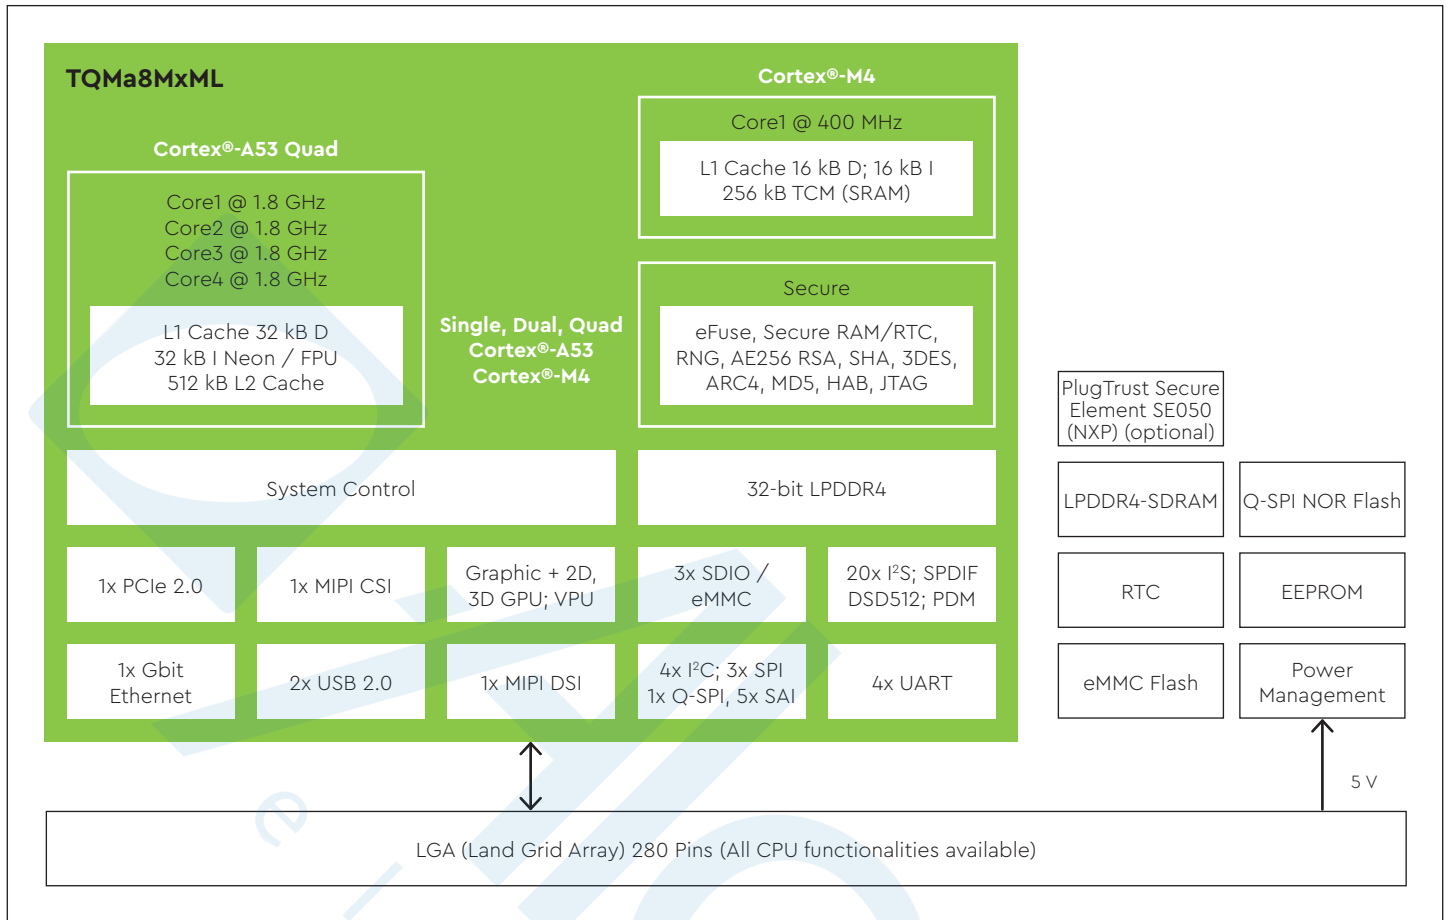 TQMa8MxML
Cortex®-A53 Quad
Core1 @ 1.8 GHz
Core2 @ 1.8 GHz
Core3 @ 1.8 GHz
Core4 @ 1.8 GHz
L1 Cache 32 kB D
32 kB I Neon / FPU
512 kB L2 Cache
Single, Dual, Quad
Cortex®-A53
Cortex®-M4
Cortex®-M4
Core1 @ 400 MHz
L1 Cache 16 kB D; 16 kB I
256 kB TCM (SRAM)
Secure
eFuse, Secure RAM/RTC,
RNG, AE256 RSA, SHA, 3DES,
ARC4, MD5, HAB, JTAG
System Control
32-bit LPDDR4
1x PCIe 2.0
1x MIPI CSI
Graphic + 2D,
3D GPU; VPU
3x SDIO /
eMMC
20x I²S; SPDIF
DSD512; PDM
1x Gbit
Ethernet
2x USB 2.0
1x MIPI DSI
4x I²C; 3x SPI
1x Q-SPI, 5x SAI
4x UART
PlugTrust Secure
Element SE050
(NXP) (optional)
LPDDR4-SDRAM
Q-SPI NOR Flash
RTC
EEPROM
eMMC Flash
Power
Management
5 V
LGA (Land Grid Array) 280 Pins (All CPU functionalities available)